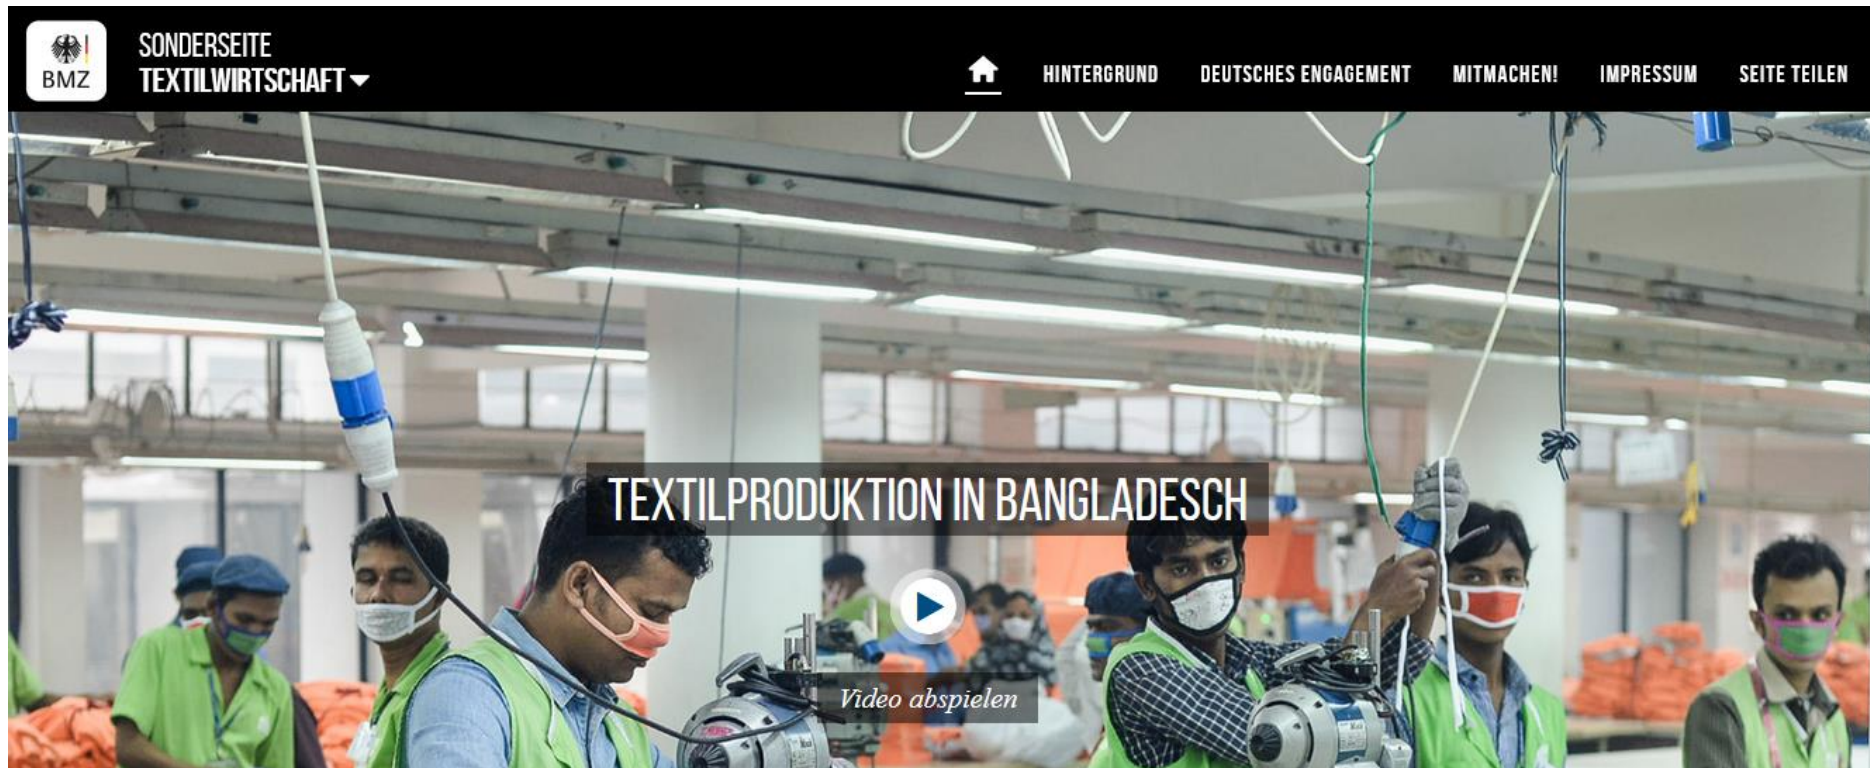 BMZ
SONDERSEITE
TEXTILWIRTSCHAFT
HINTERGRUND
DEUTSCHES ENGAGEMENT
MITMACHEN!
IMPRESSUM
SEITE TEILEN
TEXTILPRODUKTION IN BANGLADESCH
Video abspielen